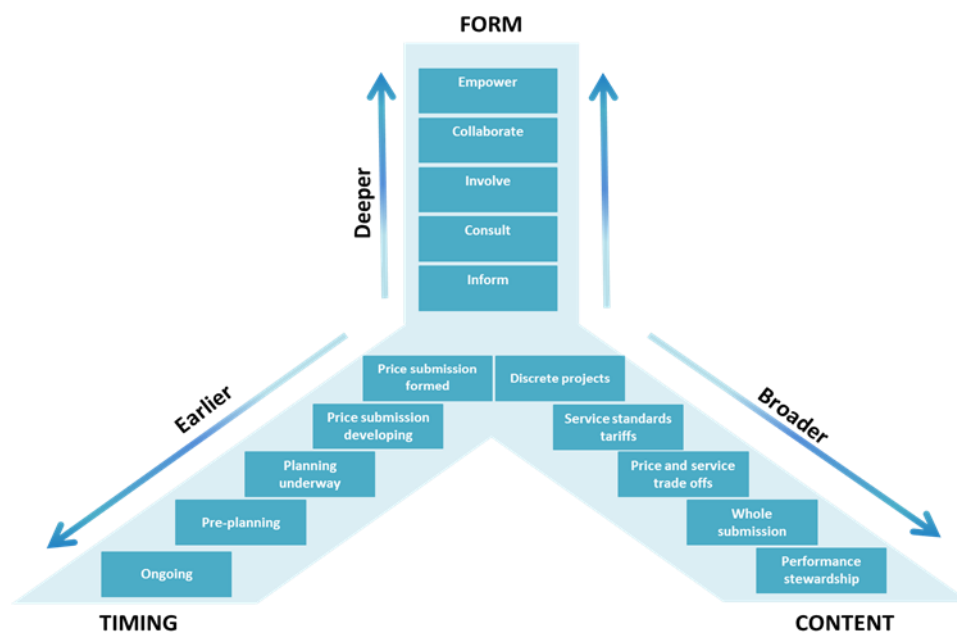 FORM
Empower
Collaborate
Involve
Consult
Inform
Deeper
Earlier
Broader
Price submission
formed
Price submission
developing
Planning
underway
Pre-planning
Ongoing
Discrete projects
Service standards
tariffs
Price and service
trade offs
Whole
submission
Performance
stewardship
TIMING
CONTENT